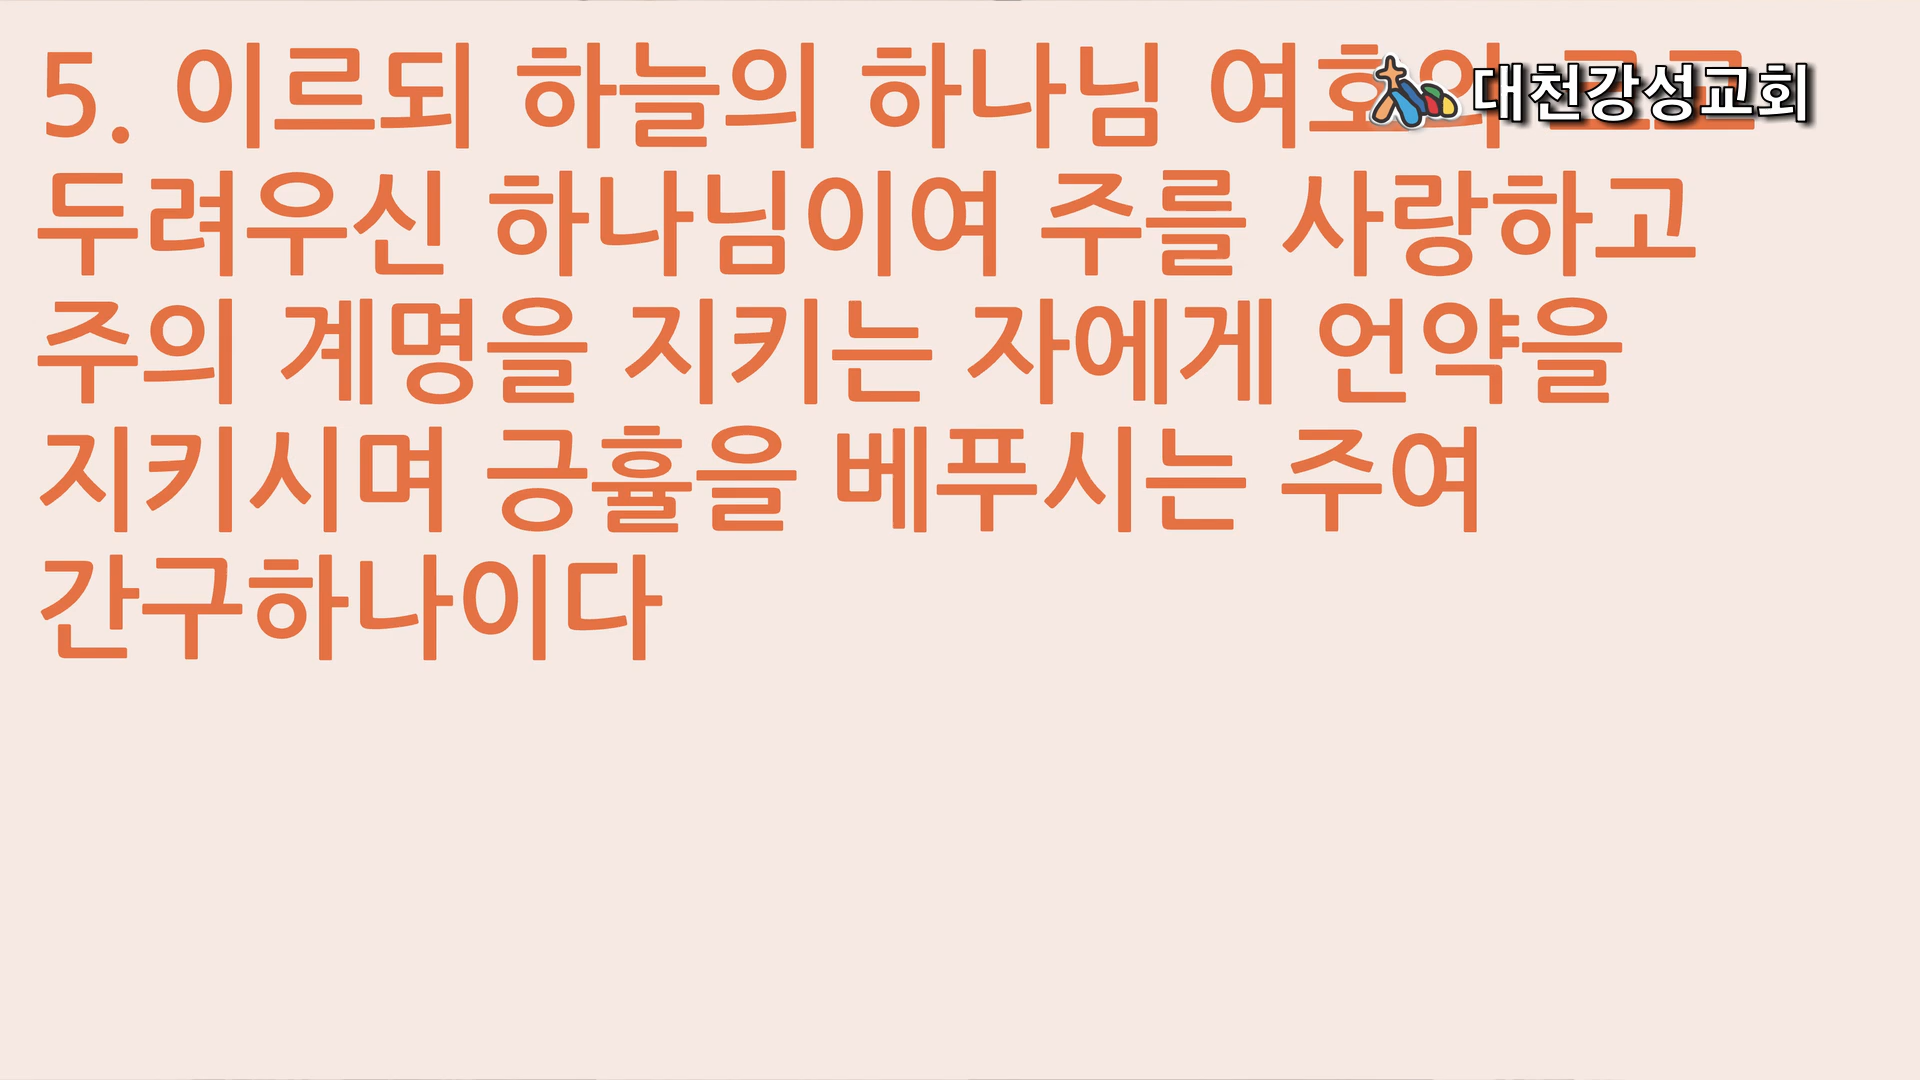 5. 이르되 하늘의 하나님 여호와 크고
두려우신 하나님이여 주를 사랑하고
주의 계명을 지키는 자에게 언약을
지키시며 긍휼을 베푸시는 주여
간구하나이다
대천강성교회